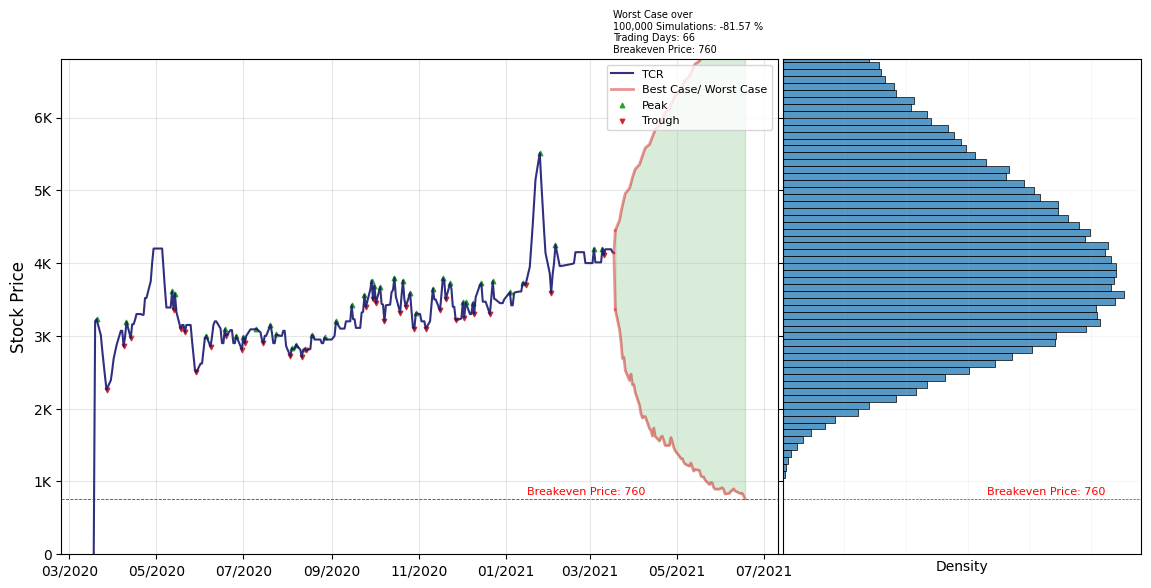 Worst Case over
100,000 Simulations: -81.57 %
Trading Days: 66
Breakeven Price: 760
TCR
Best Case/ Worst Case
Peak
Trough
Stock Price
6K
5K
4K
3K
2K
1K
0
Breakeven Price: 760
Breakeven Price: 760
03/2020 05/2020 07/2020 09/2020 11/2020 01/2021 03/2021 05/2021 07/2021
Density